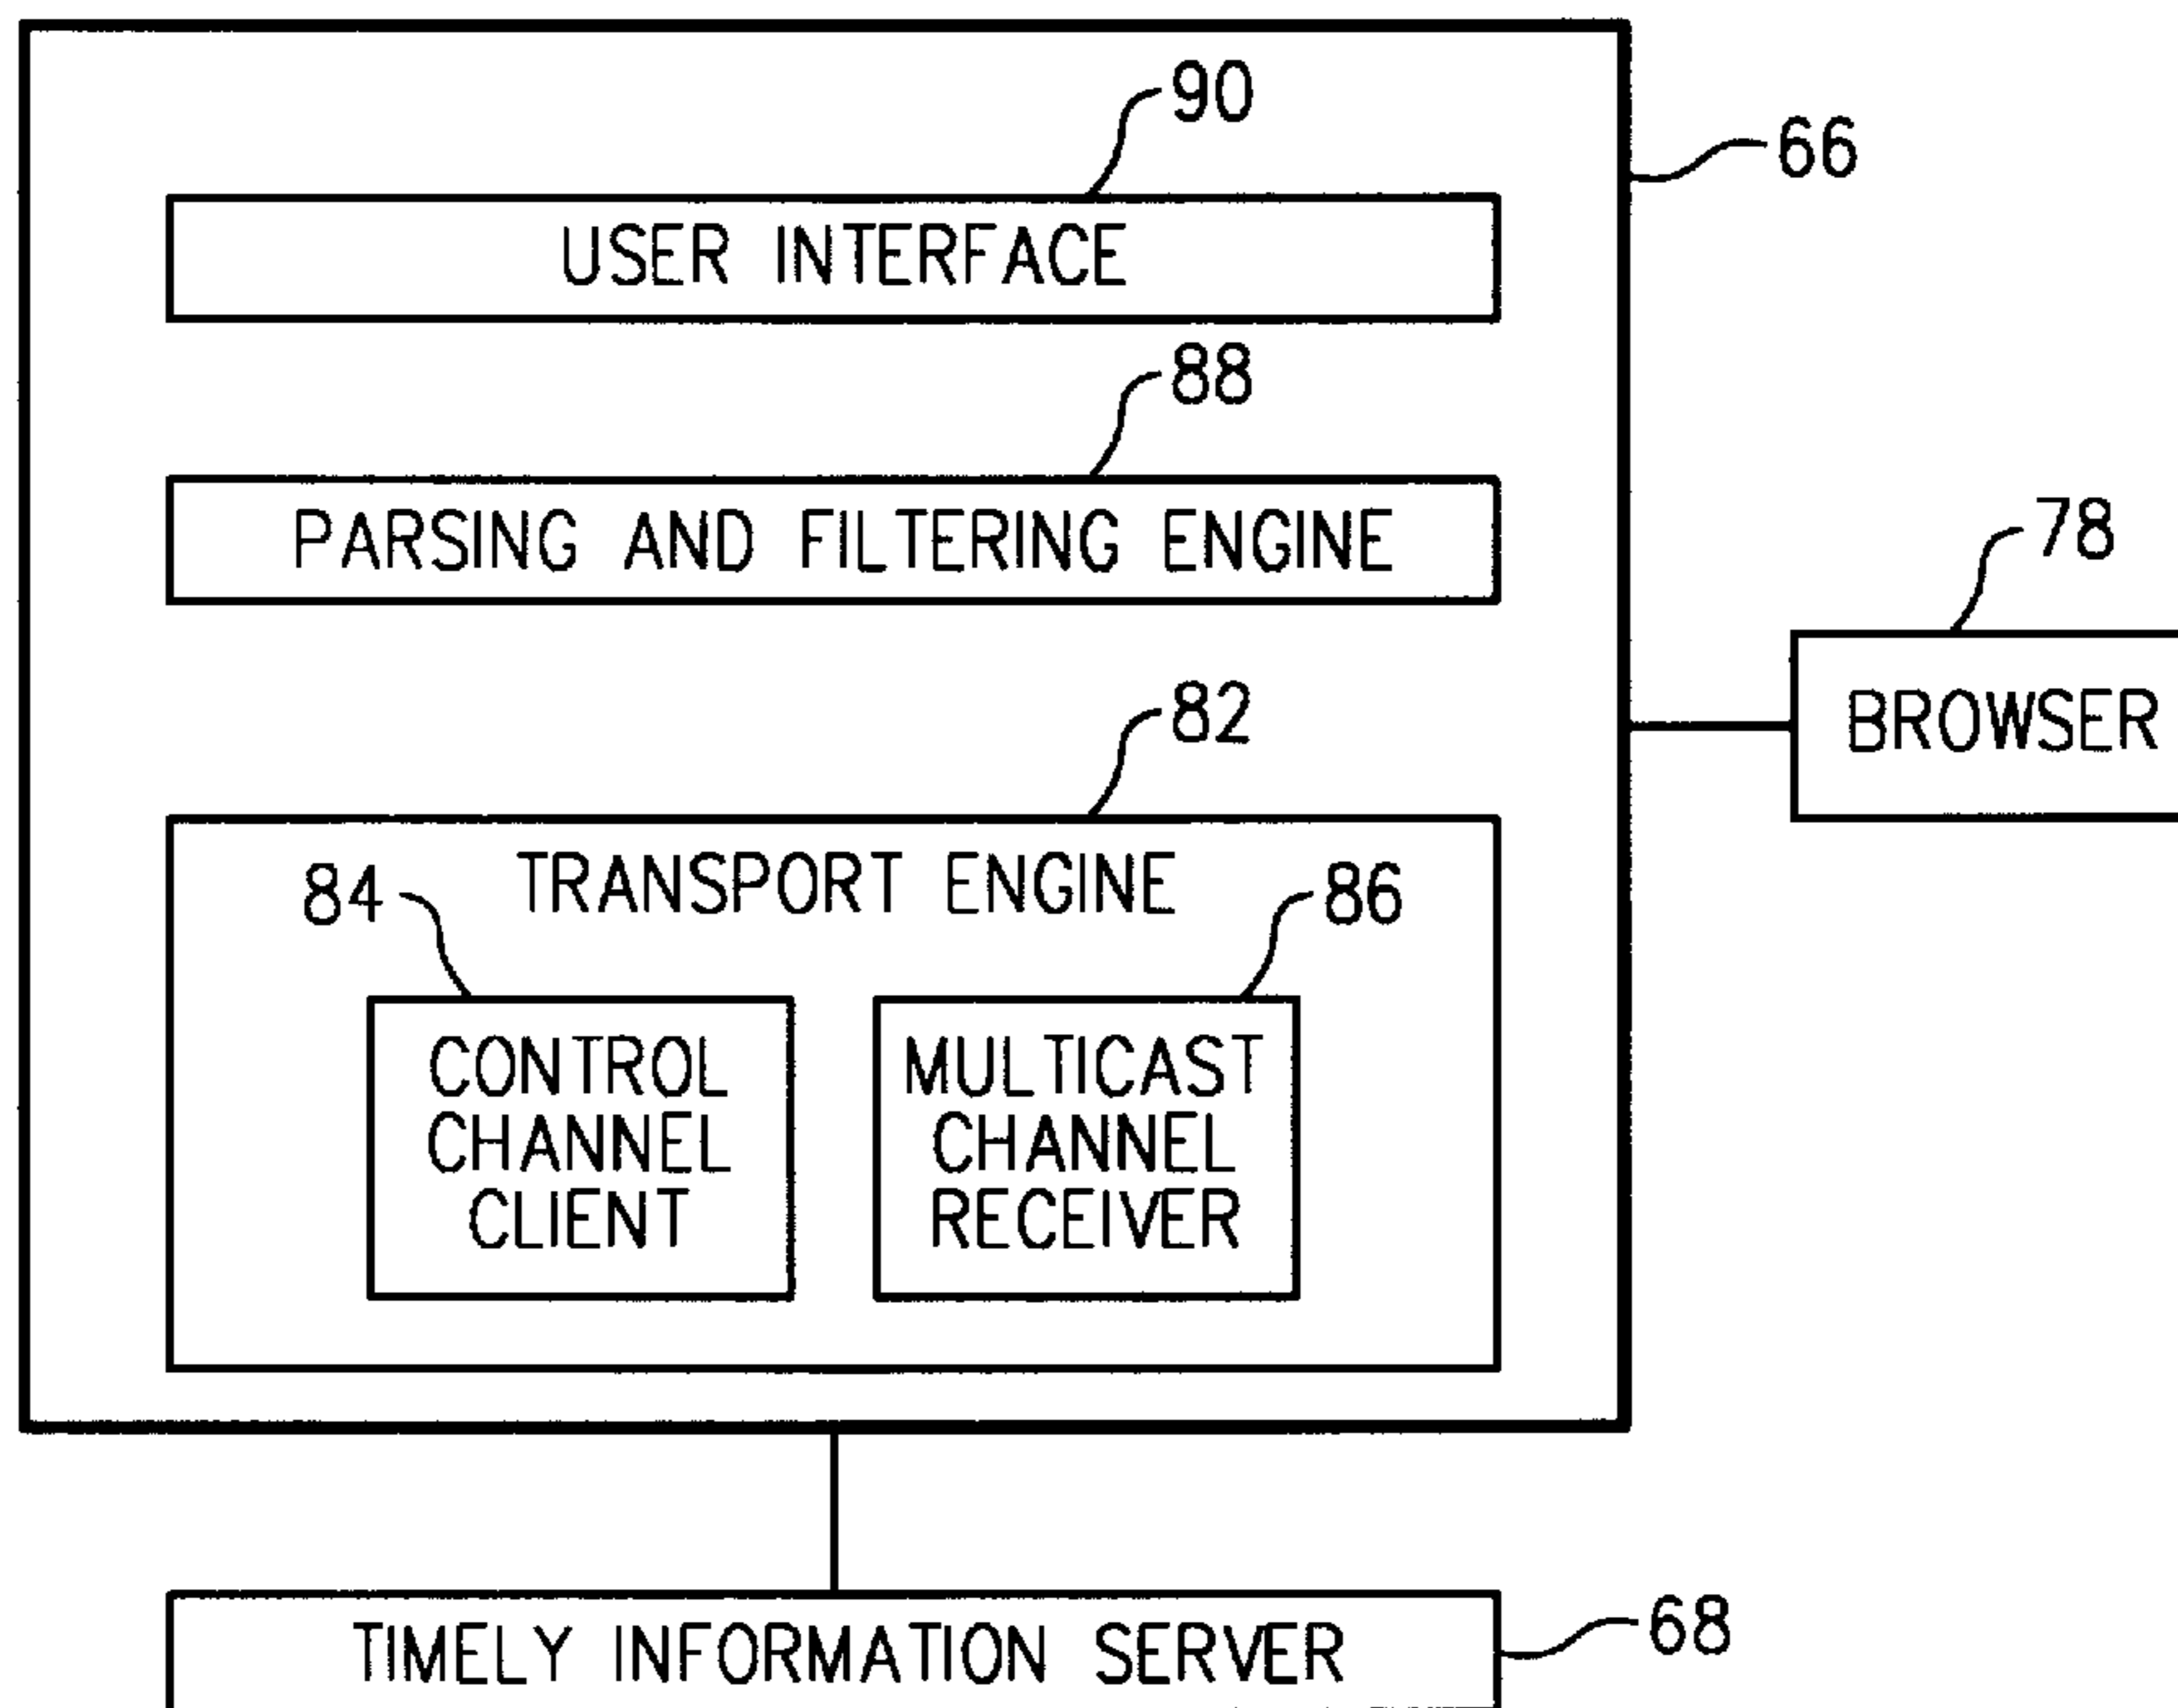 90
66
USER INTERFACE
88
PARSING AND FILTERING ENGINE
78
82
BROWSER
TRANSPORT ENGINE
84
86
CONTROL
CHANNEL
CLIENT
MULTICAST
CHANNEL
RECEIVER
TIMELY INFORMATION SERVER
68